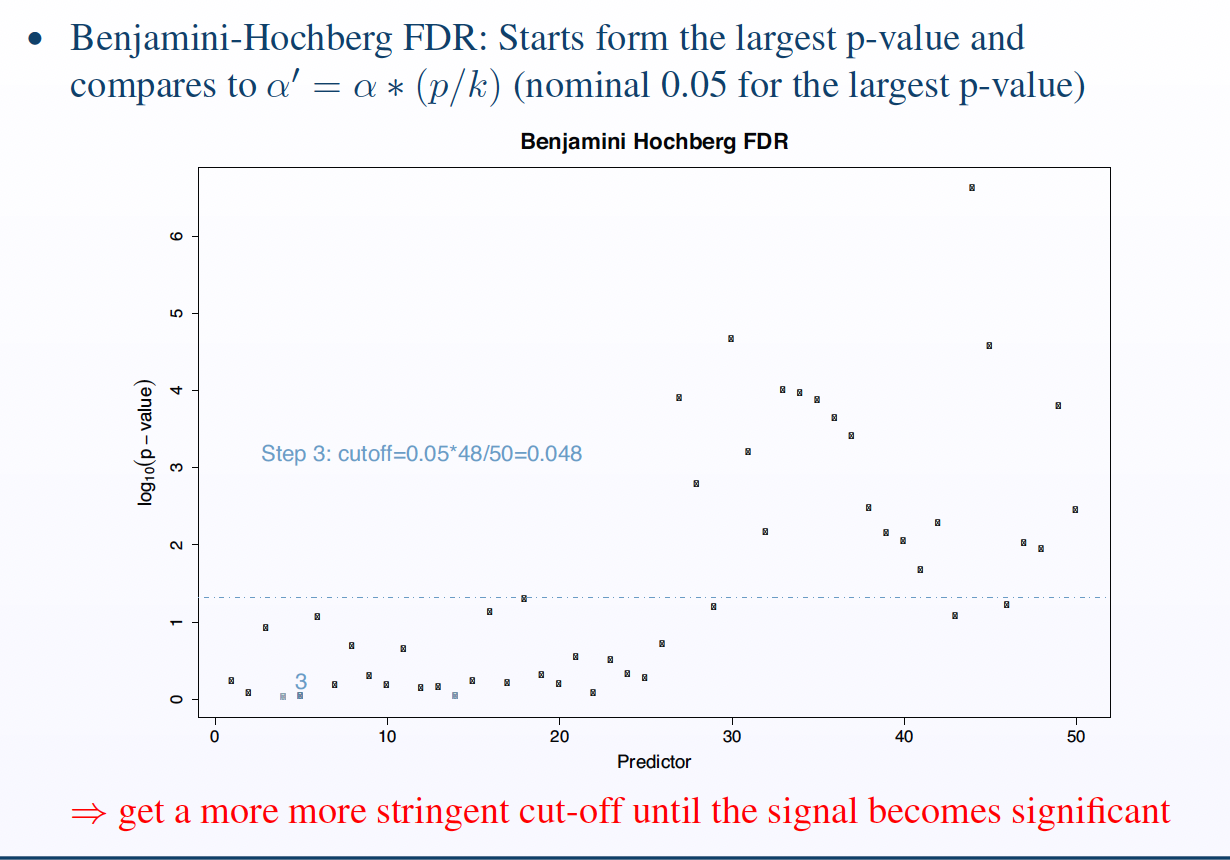 • Benjamini-Hochberg FDR: Starts form the largest p-value and
compares to α′ = α ∗ (p/k) (nominal 0.05 for the largest p-value)
Benjamini Hochberg FDR
6
5
4
3
2
1
0
log10(p − value)
Step 3: cutoff=0.05*48/50=0.048
3
0 10 20 30 40 50
Predictor
⇒ get a more more stringent cut-off until the signal becomes significant